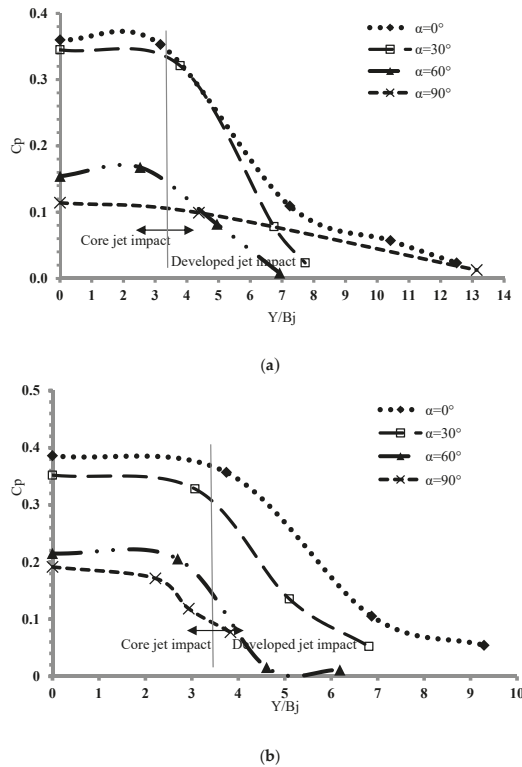 0.4
α=0°
α=30°
0.3
α=60°
α=90°
Cp
0.2
0.1
Core jet impact
Developed jet impact
0.0
0 1 2 3 4 5 6 7 8 9 10 11 12 13 14
Y/Bj
(a)
0.5
α=0°
0.4
α=30°
α=60°
0.3
α=90°
Cp
0.2
0.1
Core jet impact
Developed jet impact
0
0 1 2 3 4 5 6 7 8 9 10
Y/Bj
(b)